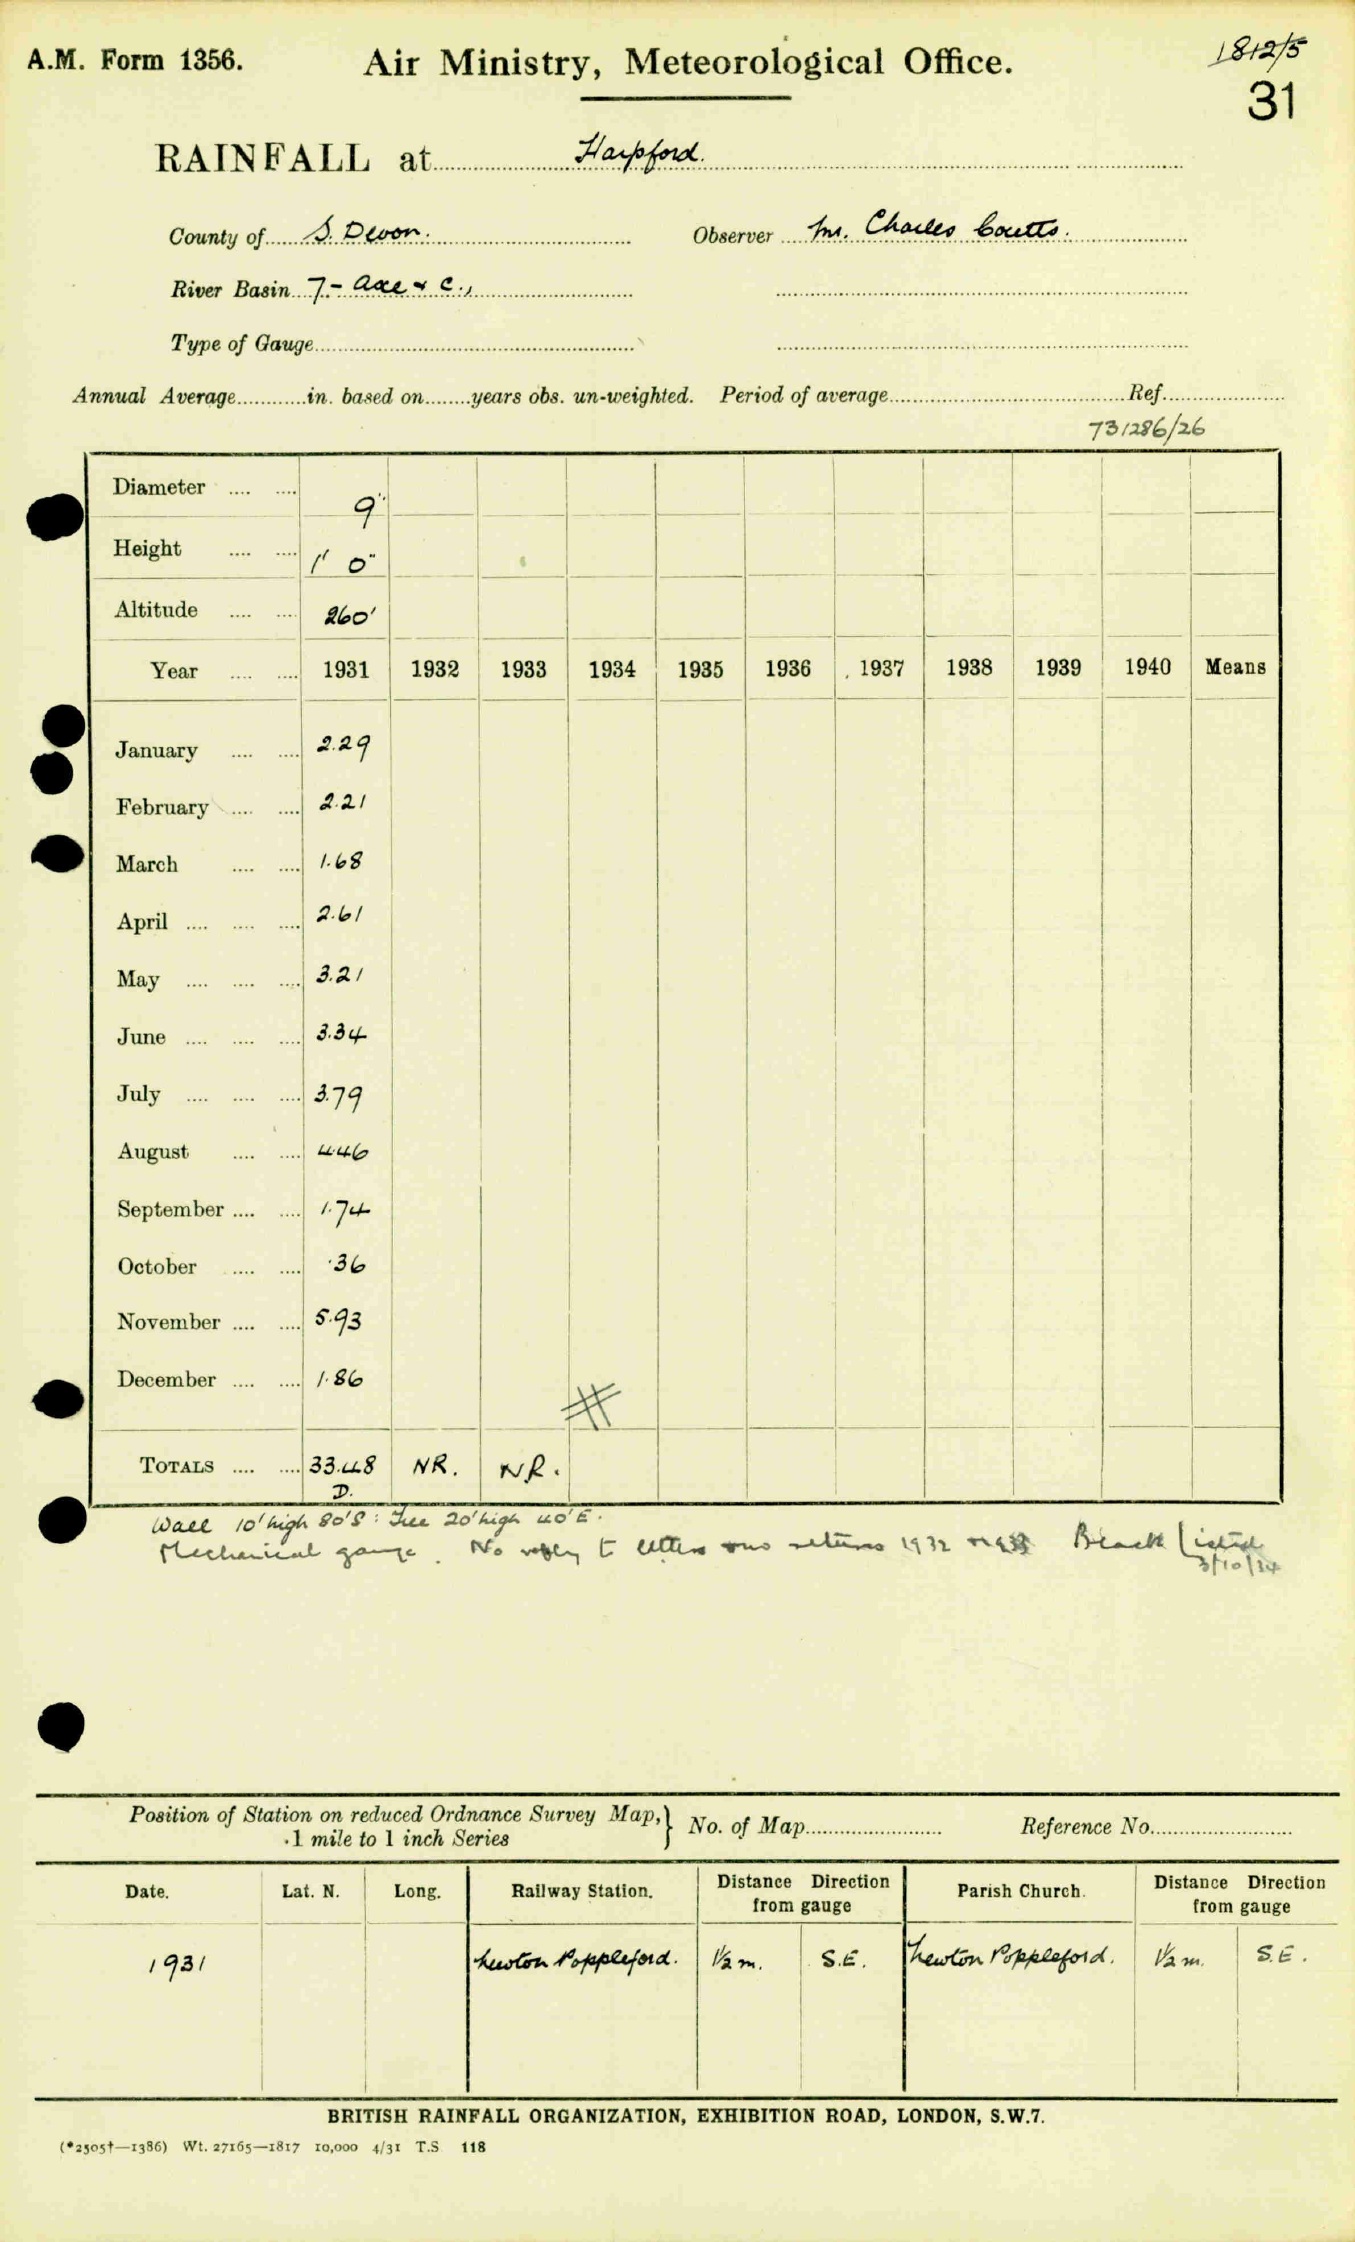 A.M. Form 1356. Air Ministry, Meteorological Office. 1812/5
31
RAINFALL at Harpford.
County of S. Devon. Observer Mr. Charles Coutts.
River Basin 7- Axe & c.,
Type of Gauge
Annual Average in. based on years obs. un-weighted. Period of average Ref.
731286/26
Diameter 9"
Height 1' 0"
Altitude 260'
Year 1931 1932 1933 1934 1935 1936 1937 1938 1939 1940 Means
January 2.29
February 2.21
March 1.68
April 2.61
May 3.21
June 3.34
July 3.79
August 4.46
September 1.74
October .36
November 5.93
December 1.86
TOTALS 33.48 NR. NR.
D.
Wall 10' high 80'S: Tree 20' high 40'E.
Mechanical gauge. No reply to letters returns 1932 Black Listed
3/10/34
Position of Station on reduced Ordnance Survey Map,} No. of Map Reference No.
1 mile to 1 inch Series
Date. Lat. N. Long. Railway Station. Distance Direction from gauge Parish Church. Distance Direction from gauge
1931 Newton Poppleford. 1/2 m. S.E. Newton Poppleford. 1/2 m. S.E.
BRITISH RAINFALL ORGANIZATION, EXHIBITION ROAD, LONDON, S.W.7.
(*2505†—1386) Wt. 27165—1817 10,000 4/31 T.S 118